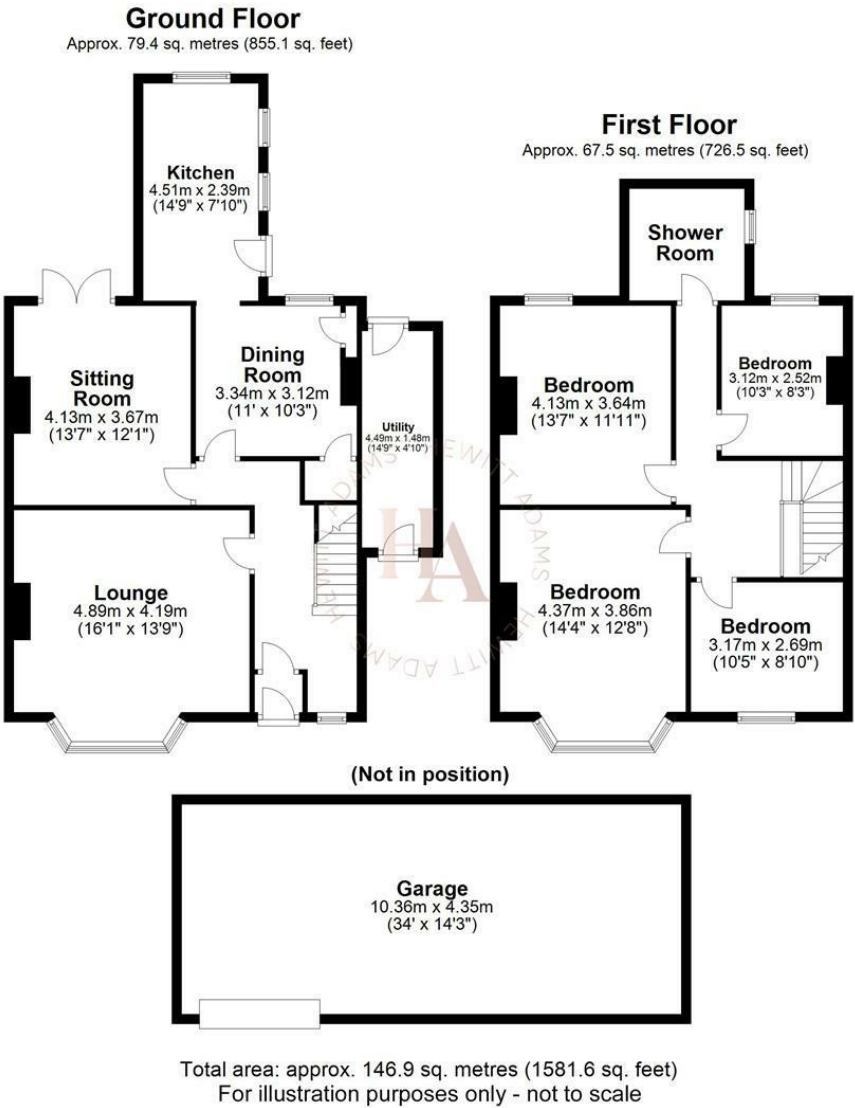 Ground Floor
Approx. 79.4 sq. metres (855.1 sq. feet)
Kitchen
4.51m x 2.39m
(14'9" x 7'10")
Sitting
Room
4.13m x 3.67m
(13'7" x 12'1")
Dining
Room
3.34m x 3.12m
(11' x 10'3")
Utility
4.49m x 1.48m
(14'9" x 4'10")
Lounge
4.89m x 4.19m
(16'1" x 13'9")
First Floor
Approx. 67.5 sq. metres (726.5 sq. feet)
Shower
Room
Bedroom
4.13m x 3.64m
(13'7" x 11'11")
Bedroom
3.12m x 2.52m
(10'3" x 8'3")
Bedroom
4.37m x 3.86m
(14'4" x 12'8")
Bedroom
3.17m x 2.69m
(10'5" x 8'10")
HEWITT ADAMS HEWITT ADAMS HEWITT ADAMS
HA
(Not in position)
Garage
10.36m x 4.35m
(34' x 14'3")
Total area: approx. 146.9 sq. metres (1581.6 sq. feet)
For illustration purposes only - not to scale